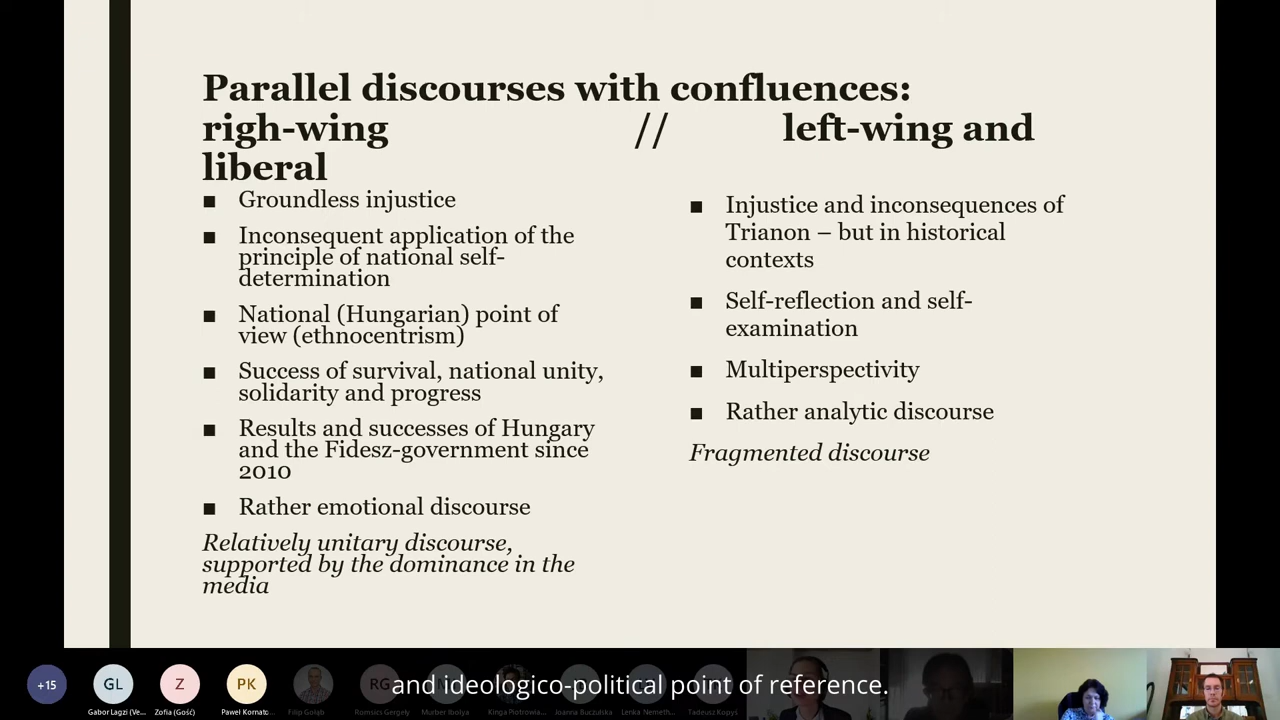 Parallel discourses with confluences:
righ-wing // left-wing and
liberal
■ Groundless injustice
■ Inconsequent application of the
principle of national self-
determination
■ National (Hungarian) point of
view (ethnocentrism)
■ Success of survival, national unity,
solidarity and progress
■ Results and successes of Hungary
and the Fidesz-government since
2010
■ Rather emotional discourse
Relatively unitary discourse,
supported by the dominance in the
media
■ Injustice and inconsequences of
Trianon – but in historical
contexts
■ Self-reflection and self-
examination
■ Multiperspectivity
■ Rather analytic discourse
Fragmented discourse
+15
GL
Z
PK
RG
and ideologico-political point of reference.
Gabor Lagzi (Ve...
Zofia (Gość)
Pawel Kornato...
Filip Gołąb
Romsics Gergely
Murber Ibolya
Kinga Piotrowia...
Joanna Buczulska
Lenka Nemeth...
Tadeusz Kopyś